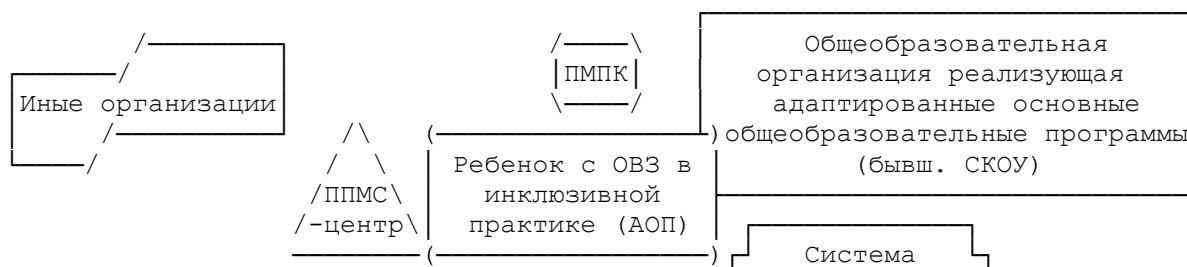 Общеобразовательная
ПМПК
организация реализующая
Иные организации
адаптированные основные
общеобразовательные программы
Ребенок с ОВЗ в
(бывш. СКОУ)
ППМС
инклюзивной
-центр
практике (АОП)
Система